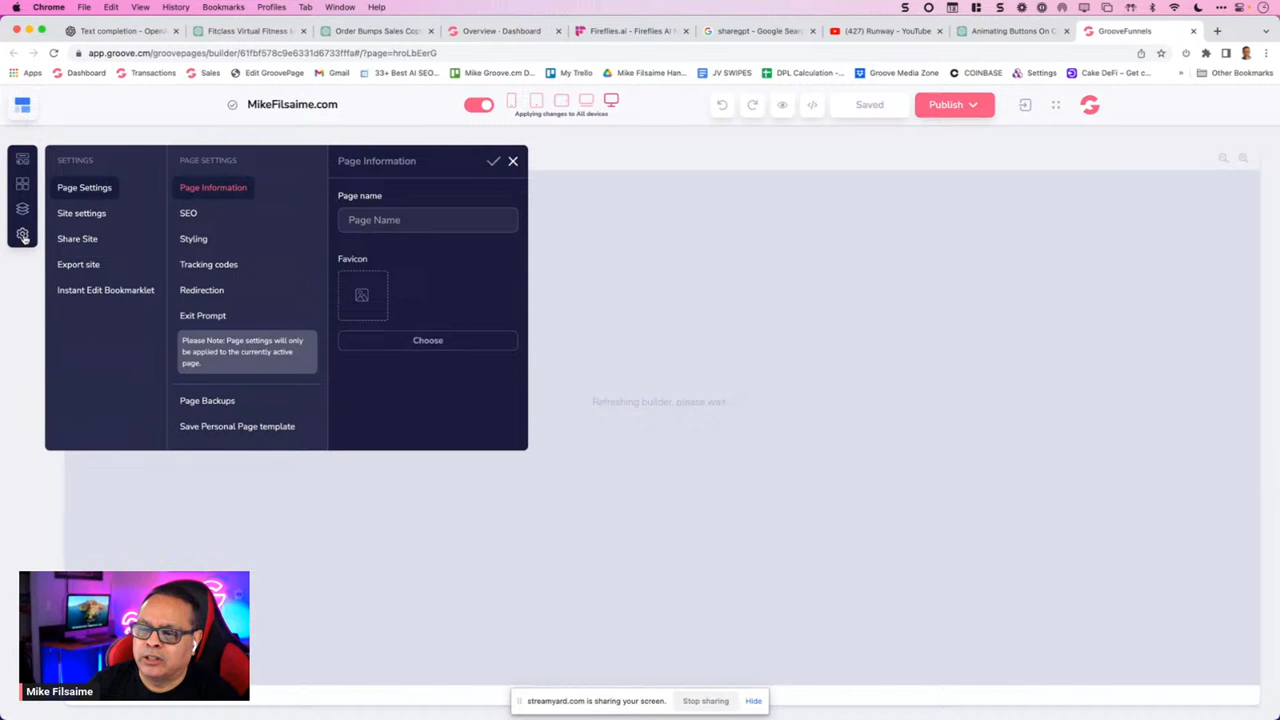 Chrome File Edit View History Bookmarks Profiles Tab Window Help
Text completion - OpenA
Fitclass Virtual Fitness M
Order Bumps Sales Cop
Overview · Dashboard
Fireflies.ai - Fireflies AI N
sharegpt - Google Sear
(427) Runway - YouTube
Animating Buttons On C
GrooveFunnels
app.groove.cm/groovepages/builder/61fbf578c9e6331d6733fffa#/?page=hroLbEerG
Apps Dashboard Transactions Sales Edit GroovePage Gmail 33+ Best AI SEO... Mike Groove.cm D... My Trello Mike Filsaime Han... JV SWIPES DPL Calculation -... Groove Media Zone COINBASE Settings Cake DeFi – Get c... » Other Bookmarks
MikeFilsaime.com
Applying changes to All devices
Saved
Publish
SETTINGS
Page Settings
Site settings
Share Site
Export site
Instant Edit Bookmarklet
PAGE SETTINGS
Page Information
SEO
Styling
Tracking codes
Redirection
Exit Prompt
Please Note: Page settings will only
be applied to the currently active
page.
Page Backups
Save Personal Page template
Page Information
Page name
Page Name
Favicon
Choose
Refreshing builder, please wait
Mike Filsaime
streamyard.com is sharing your screen.
Stop sharing
Hide